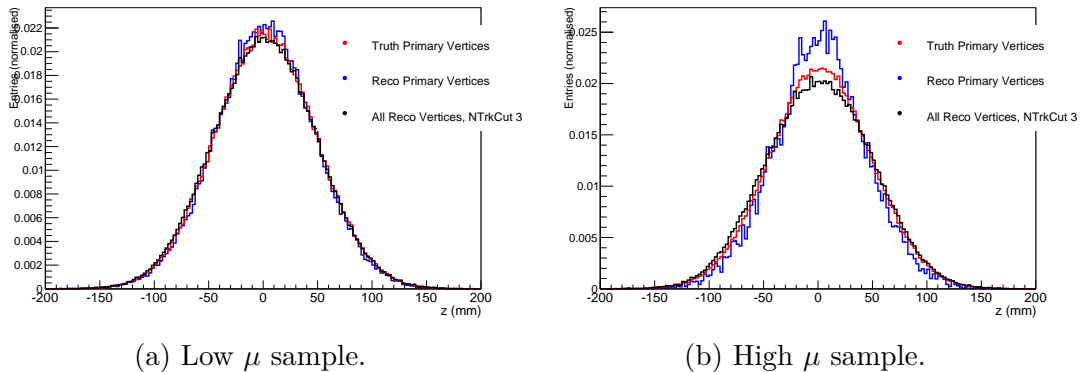 Entries (normalised)
0.022
0.02
0.018
0.016
0.014
0.012
0.01
0.008
0.006
0.004
0.002
0
-200 -150 -100 -50 0 50 100 150 200
z (mm)
Truth Primary Vertices
Reco Primary Vertices
All Reco Vertices, NTrkCut 3
(a) Low μ sample.
Entries (normalised)
0.025
0.02
0.015
0.01
0.005
0
-200 -150 -100 -50 0 50 100 150 200
z (mm)
Truth Primary Vertices
Reco Primary Vertices
All Reco Vertices, NTrkCut 3
(b) High μ sample.